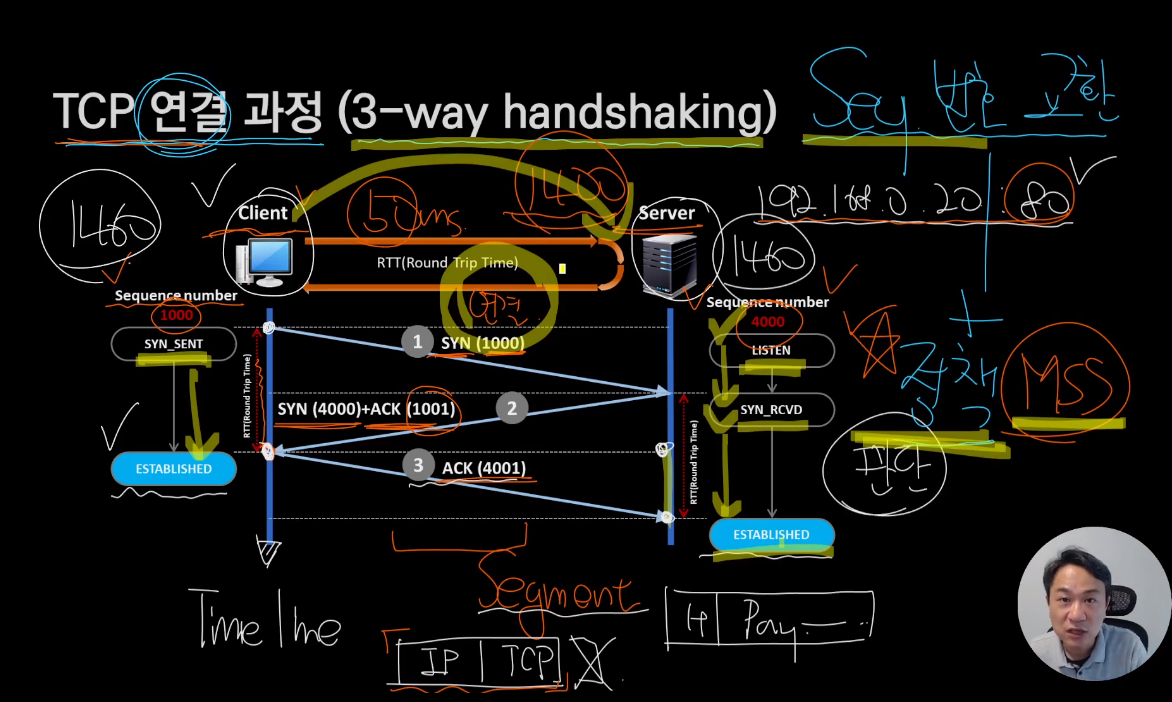 TCP 연결 과정 (3-way handshaking)
Seq 번호 교환
192.168.0.20:80
1460
Client
50ms
1400
Server
1460
RTT(Round Trip Time)
Sequence number
1000
Sequence number
4000
SYN_SENT
1 SYN (1000)
LISTEN
+
정책
MSS
RTT(Round Trip Time)
SYN (4000)+ACK (1001) 2
SYN_RCVD
RTT(Round Trip Time)
ESTABLISHED
3 ACK (4001)
판단
ESTABLISHED
Segment
Time line
IP TCP
H Pay